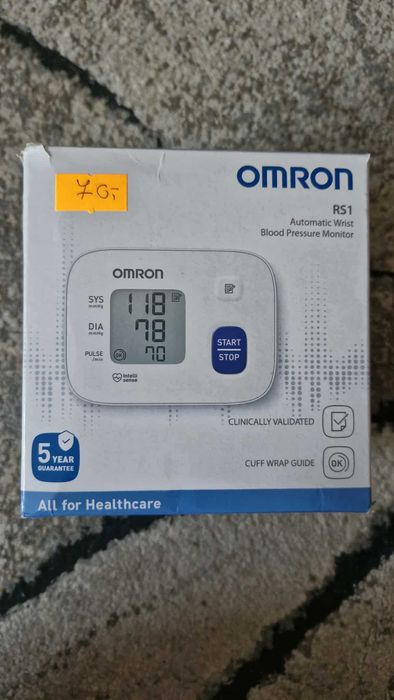 OMRON
70,-
RS1
Automatic Wrist
Blood Pressure Monitor
OMRON
SYS
mmHg
118
DIA
mmHg
78
PULSE
/min
OK
70
START
STOP
Intelli
sense
CLINICALLY VALIDATED
5 YEAR
GUARANTEE
CUFF WRAP GUIDE
OK
All for Healthcare